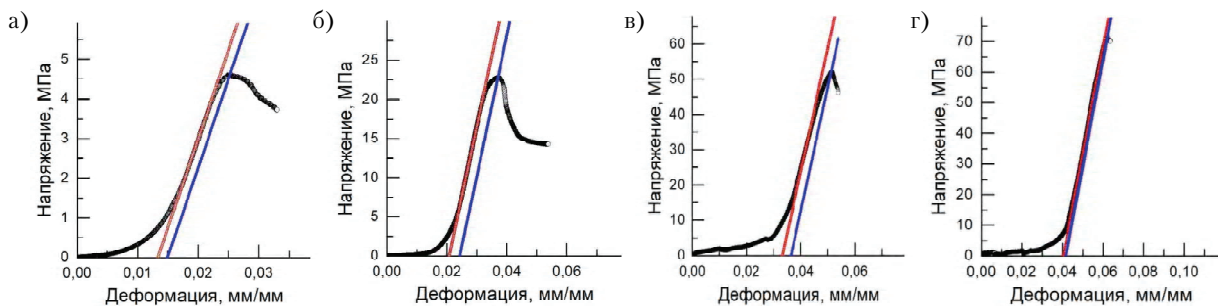 а)
Напряжение, МПа
5
4
3
2
1
0
0,00 0,01 0,02 0,03
Деформация, мм/мм
б)
Напряжение, МПа
25
20
15
10
5
0
0,00 0,02 0,04 0,06
Деформация, мм/мм
в)
Напряжение, МПа
60
50
40
30
20
10
0
0,00 0,02 0,04 0,06
Деформация, мм/мм
г)
Напряжение, МПа
70
60
50
40
30
20
10
0
0.00 0.02 0.04 0.06 0.08 0.10
Деформация, мм/мм